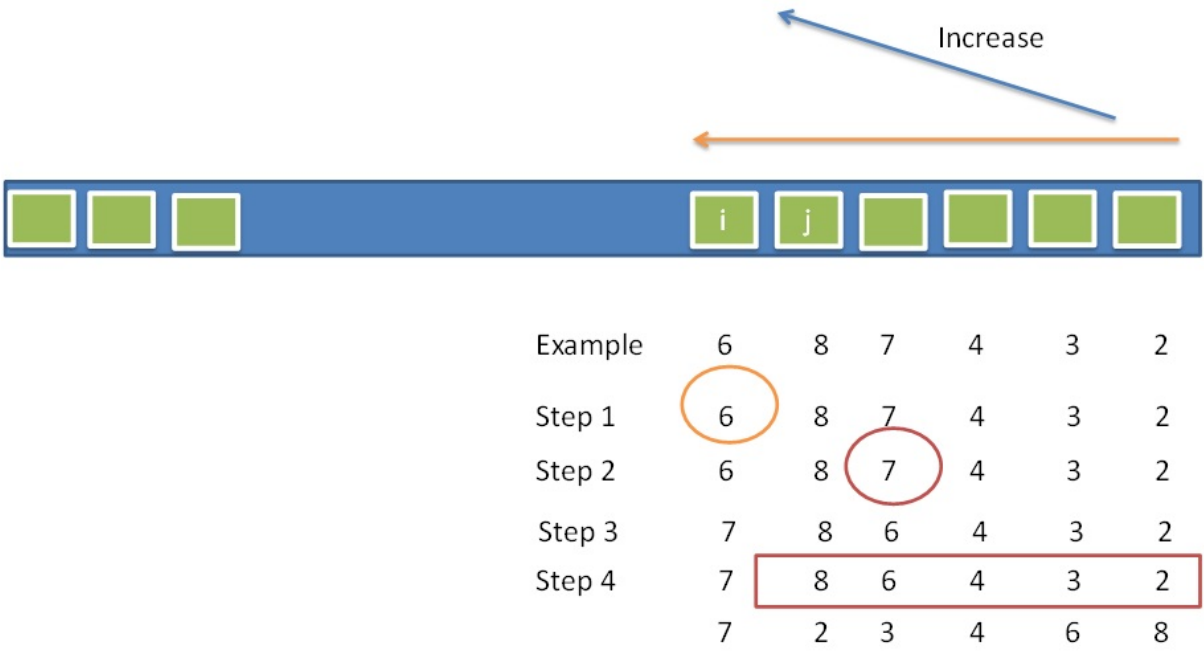 Increase
i j
Example 6 8 7 4 3 2
Step 1 6 8 7 4 3 2
Step 2 6 8 7 4 3 2
Step 3 7 8 6 4 3 2
Step 4 7 8 6 4 3 2
7 2 3 4 6 8